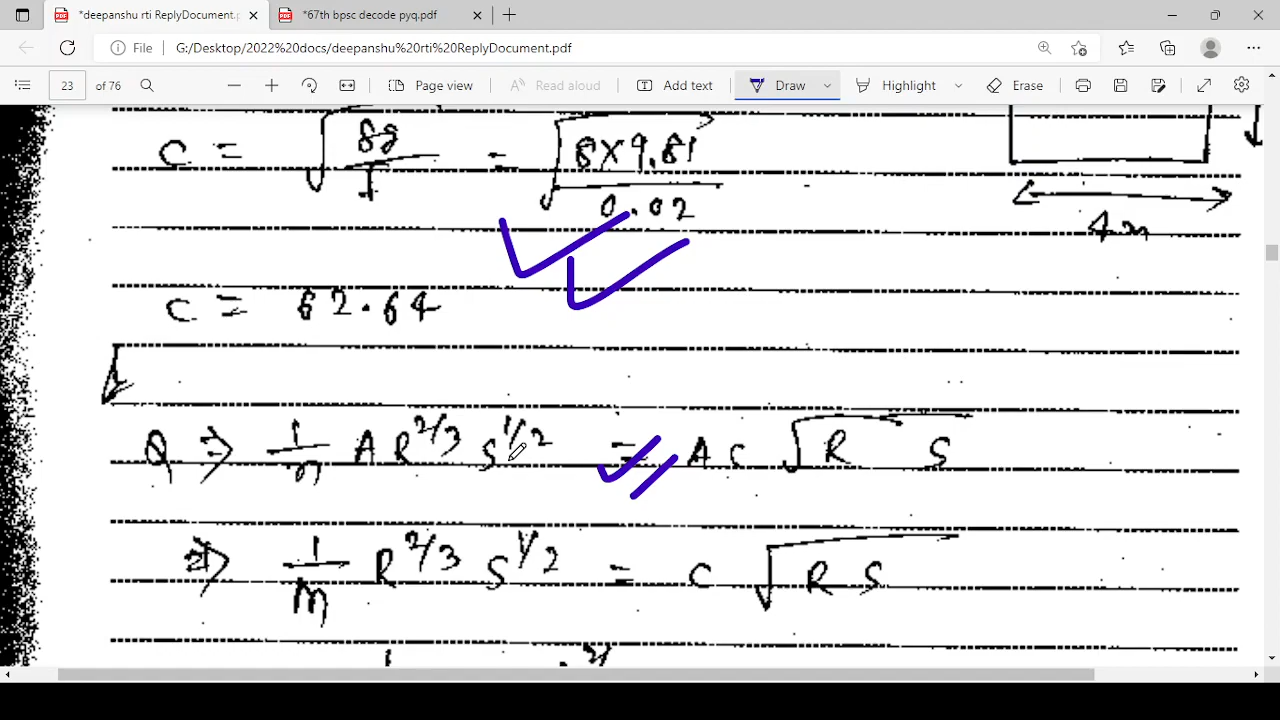 *deepanshu rti ReplyDocument.p
*67th bpsc decode pyq.pdf
File G:/Desktop/2022%20docs/deepanshu%20rti%20ReplyDocument.pdf
23 of 76 Page view Read aloud Add text Draw Highlight Erase
C = √(8g/f) = √(8×9.81/0.02)
4m
C = 62.64
Q ⇒ 1/n A R^2/3 S^1/2 = A C √R S
⇒ 1/n R^2/3 S^1/2 = C √R S